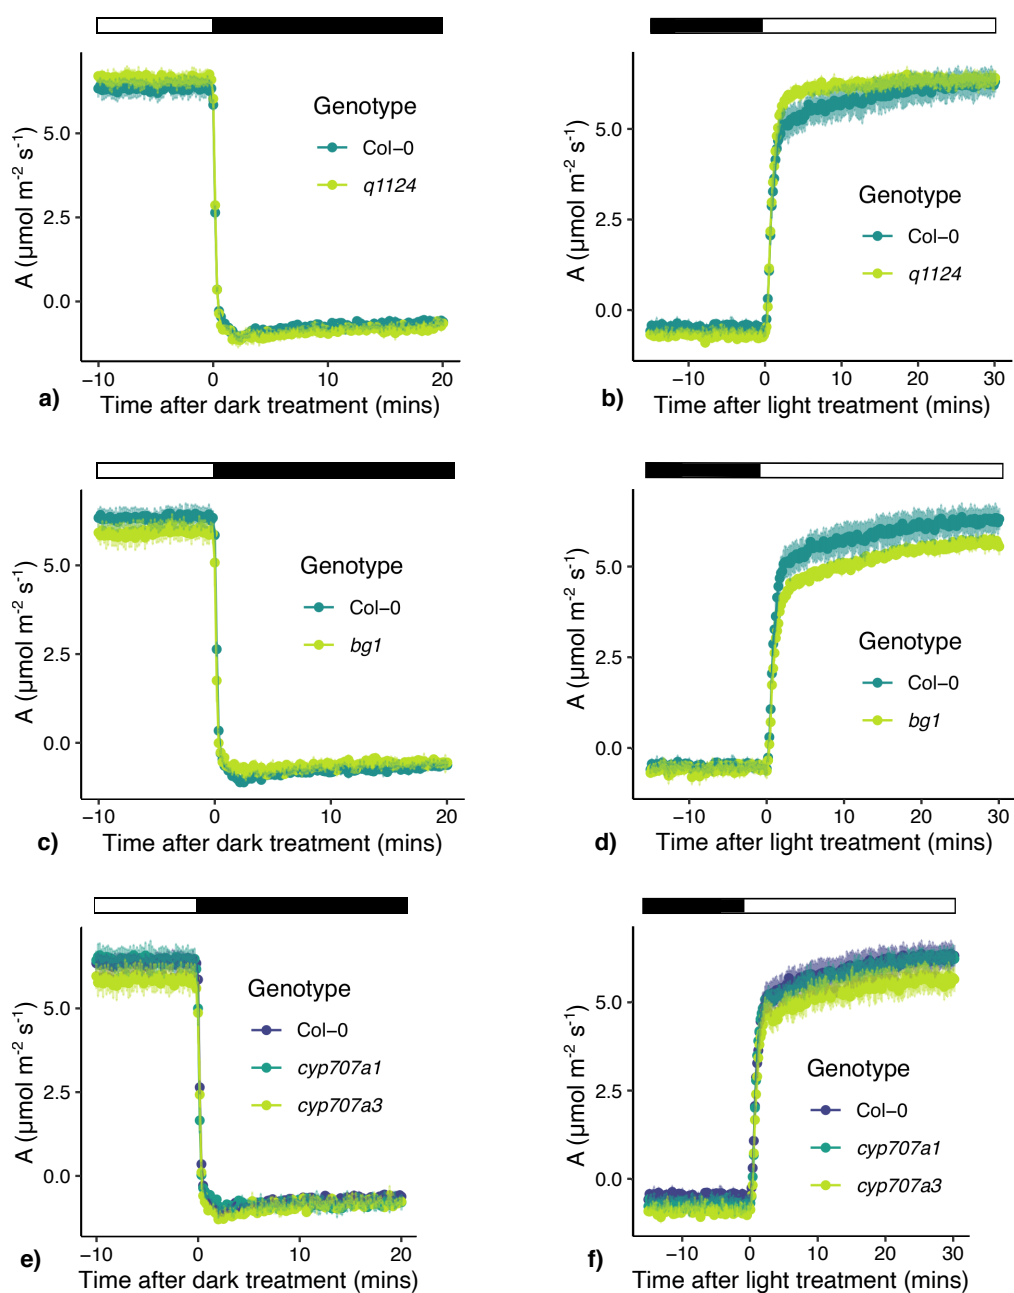 Genotype
Col−0
q1124
5.0
2.5
0.0
A (μmol m-2 s-1)
−10
0
10
20
a)
Time after dark treatment (mins)
Genotype
Col−0
q1124
5.0
2.5
0.0
A (μmol m-2 s-1)
−10
0
10
20
30
b)
Time after light treatment (mins)
Genotype
Col−0
bg1
5.0
2.5
0.0
A (μmol m-2 s-1)
−10
0
10
20
c)
Time after dark treatment (mins)
Genotype
Col−0
bg1
5.0
2.5
0.0
A (μmol m-2 s-1)
−10
0
10
20
30
d)
Time after light treatment (mins)
Genotype
Col−0
cyp707a1
cyp707a3
5.0
2.5
0.0
A (μmol m-2 s-1)
−10
0
10
20
e)
Time after dark treatment (mins)
Genotype
Col−0
cyp707a1
cyp707a3
5.0
2.5
0.0
A (μmol m-2 s-1)
−10
0
10
20
30
f)
Time after light treatment (mins)